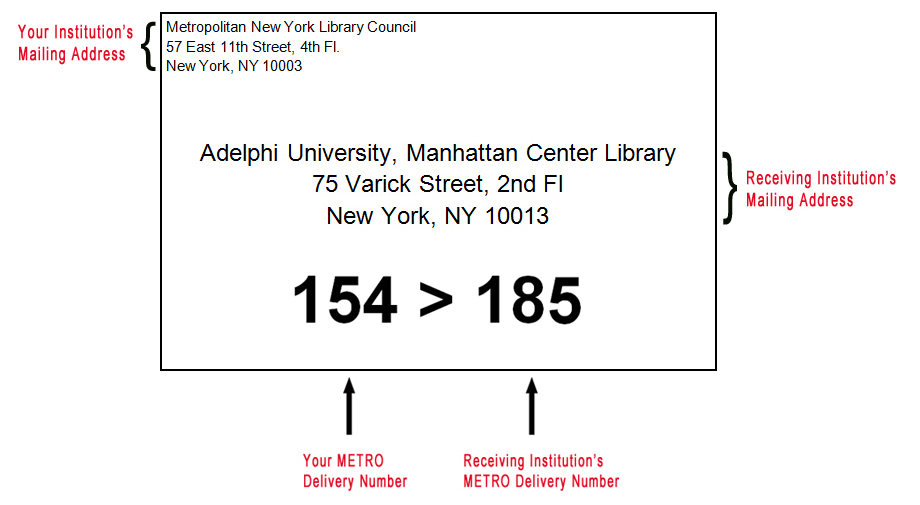 Your Institution's
Mailing Address
Metropolitan New York Library Council
57 East 11th Street, 4th Fl.
New York, NY 10003
Adelphi University, Manhattan Center Library
75 Varick Street, 2nd Fl
New York, NY 10013
Receiving Institution's
Mailing Address
154 > 185
Your METRO
Delivery Number
Receiving Institution's
METRO Delivery Number